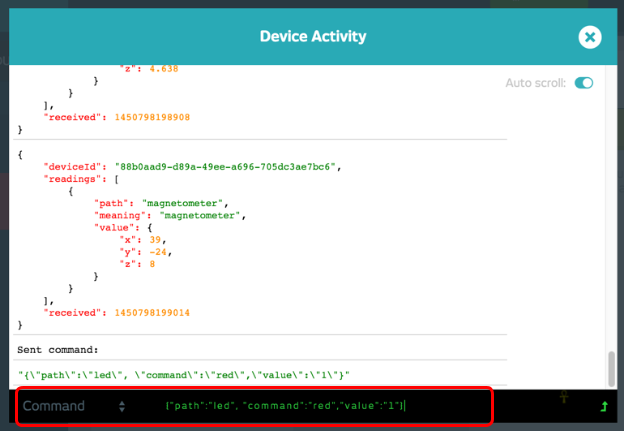 Device Activity
"z": 4.638
}
}
],
"received": 1450798198908
}
Auto scroll:
{
"deviceId": "88b0aad9-d89a-49ee-a696-705dc3ae7bc6",
"readings": [
{
"path": "magnetometer",
"meaning": "magnetometer",
"value": {
"x": 39,
"y": -24,
"z": 8
}
}
],
"received": 1450798199014
}
Sent command:
"{\"path\":\"led\", \"command\":\"red\",\"value\":\"1\"}"
Command {"path":"led", "command":"red","value":"1"}